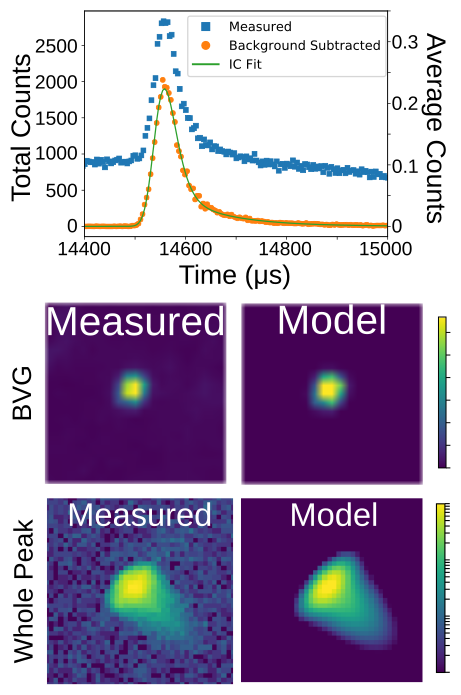 Measured
Background Subtracted
IC Fit
Total Counts
2500
2000
1500
1000
500
0
0.3
0.2
0.1
0
Average Counts
14400
14600
14800
15000
Time (μs)
BVG
Measured
Model
Whole Peak
Measured
Model